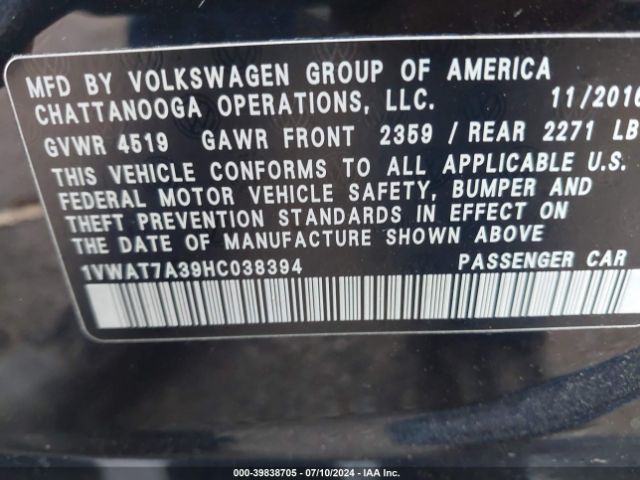 MFD BY VOLKSWAGEN GROUP OF AMERICA
CHATTANOOGA OPERATIONS, LLC. 11/2016
GVWR 4519 GAWR FRONT 2359 / REAR 2271 LB
THIS VEHICLE CONFORMS TO ALL APPLICABLE U.S.
FEDERAL MOTOR VEHICLE SAFETY, BUMPER AND
THEFT PREVENTION STANDARDS IN EFFECT ON
THE DATE OF MANUFACTURE SHOWN ABOVE
1VWAT7A39HC038394 PASSENGER CAR
000-39838705 - 07/10/2024 - IAA Inc.